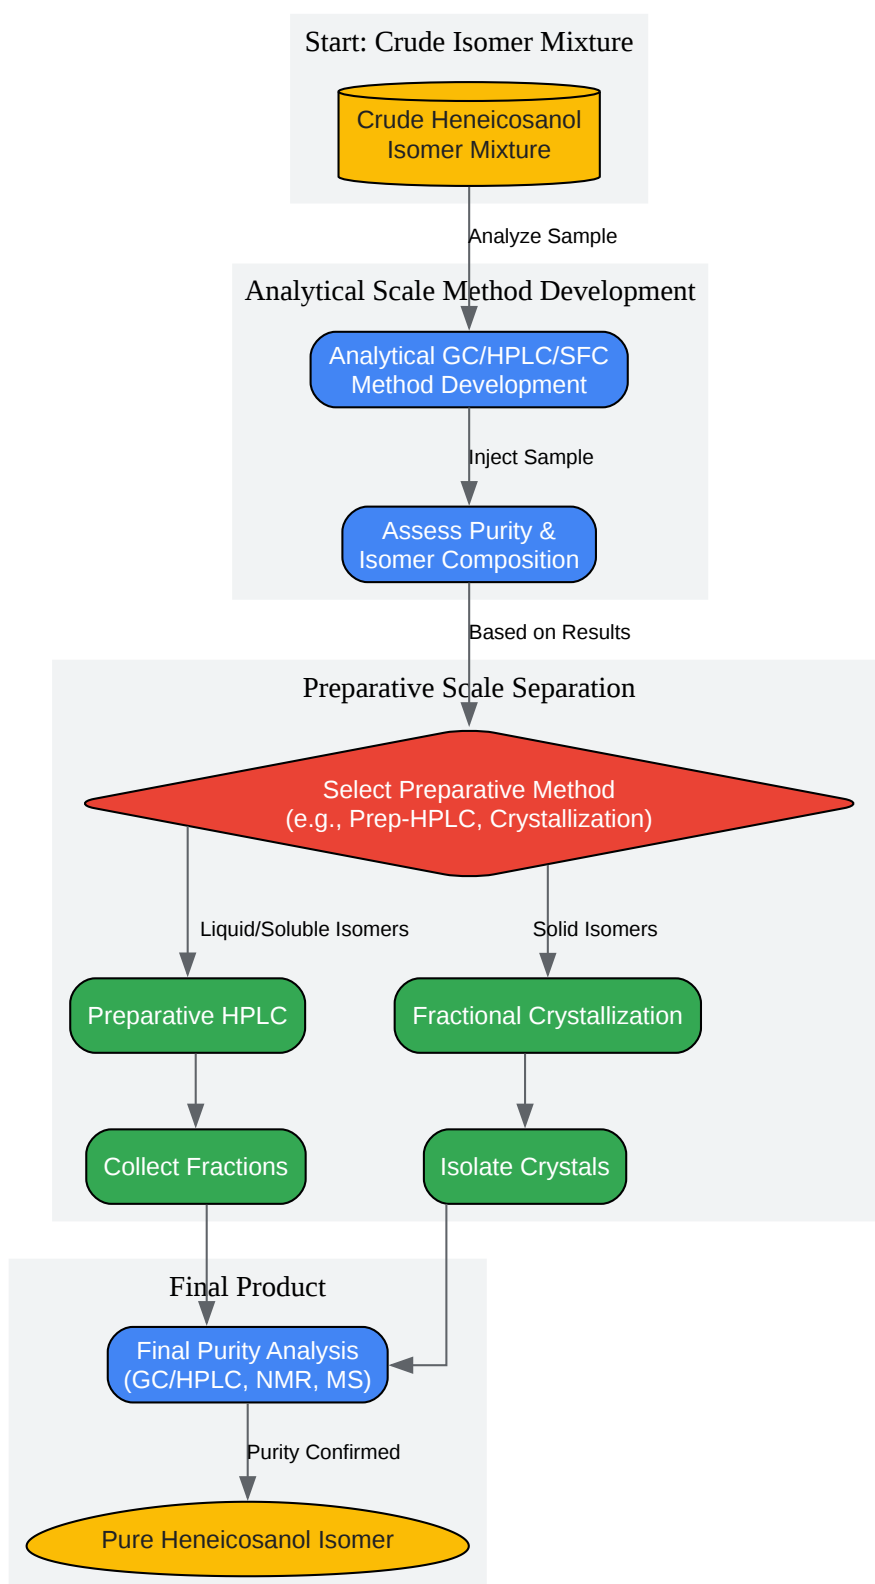 Start: Crude Isomer Mixture
Crude Heneicosanol
Isomer Mixture
Analyze Sample
Analytical Scale Method Development
Analytical GC/HPLC/SFC
Method Development
Inject Sample
Assess Purity &
Isomer Composition
Based on Results
Preparative Scale Separation
Select Preparative Method
(e.g., Prep-HPLC, Crystallization)
Liquid/Soluble Isomers
Solid Isomers
Preparative HPLC
Fractional Crystallization
Collect Fractions
Isolate Crystals
Final Product
Final Purity Analysis
(GC/HPLC, NMR, MS)
Purity Confirmed
Pure Heneicosanol Isomer